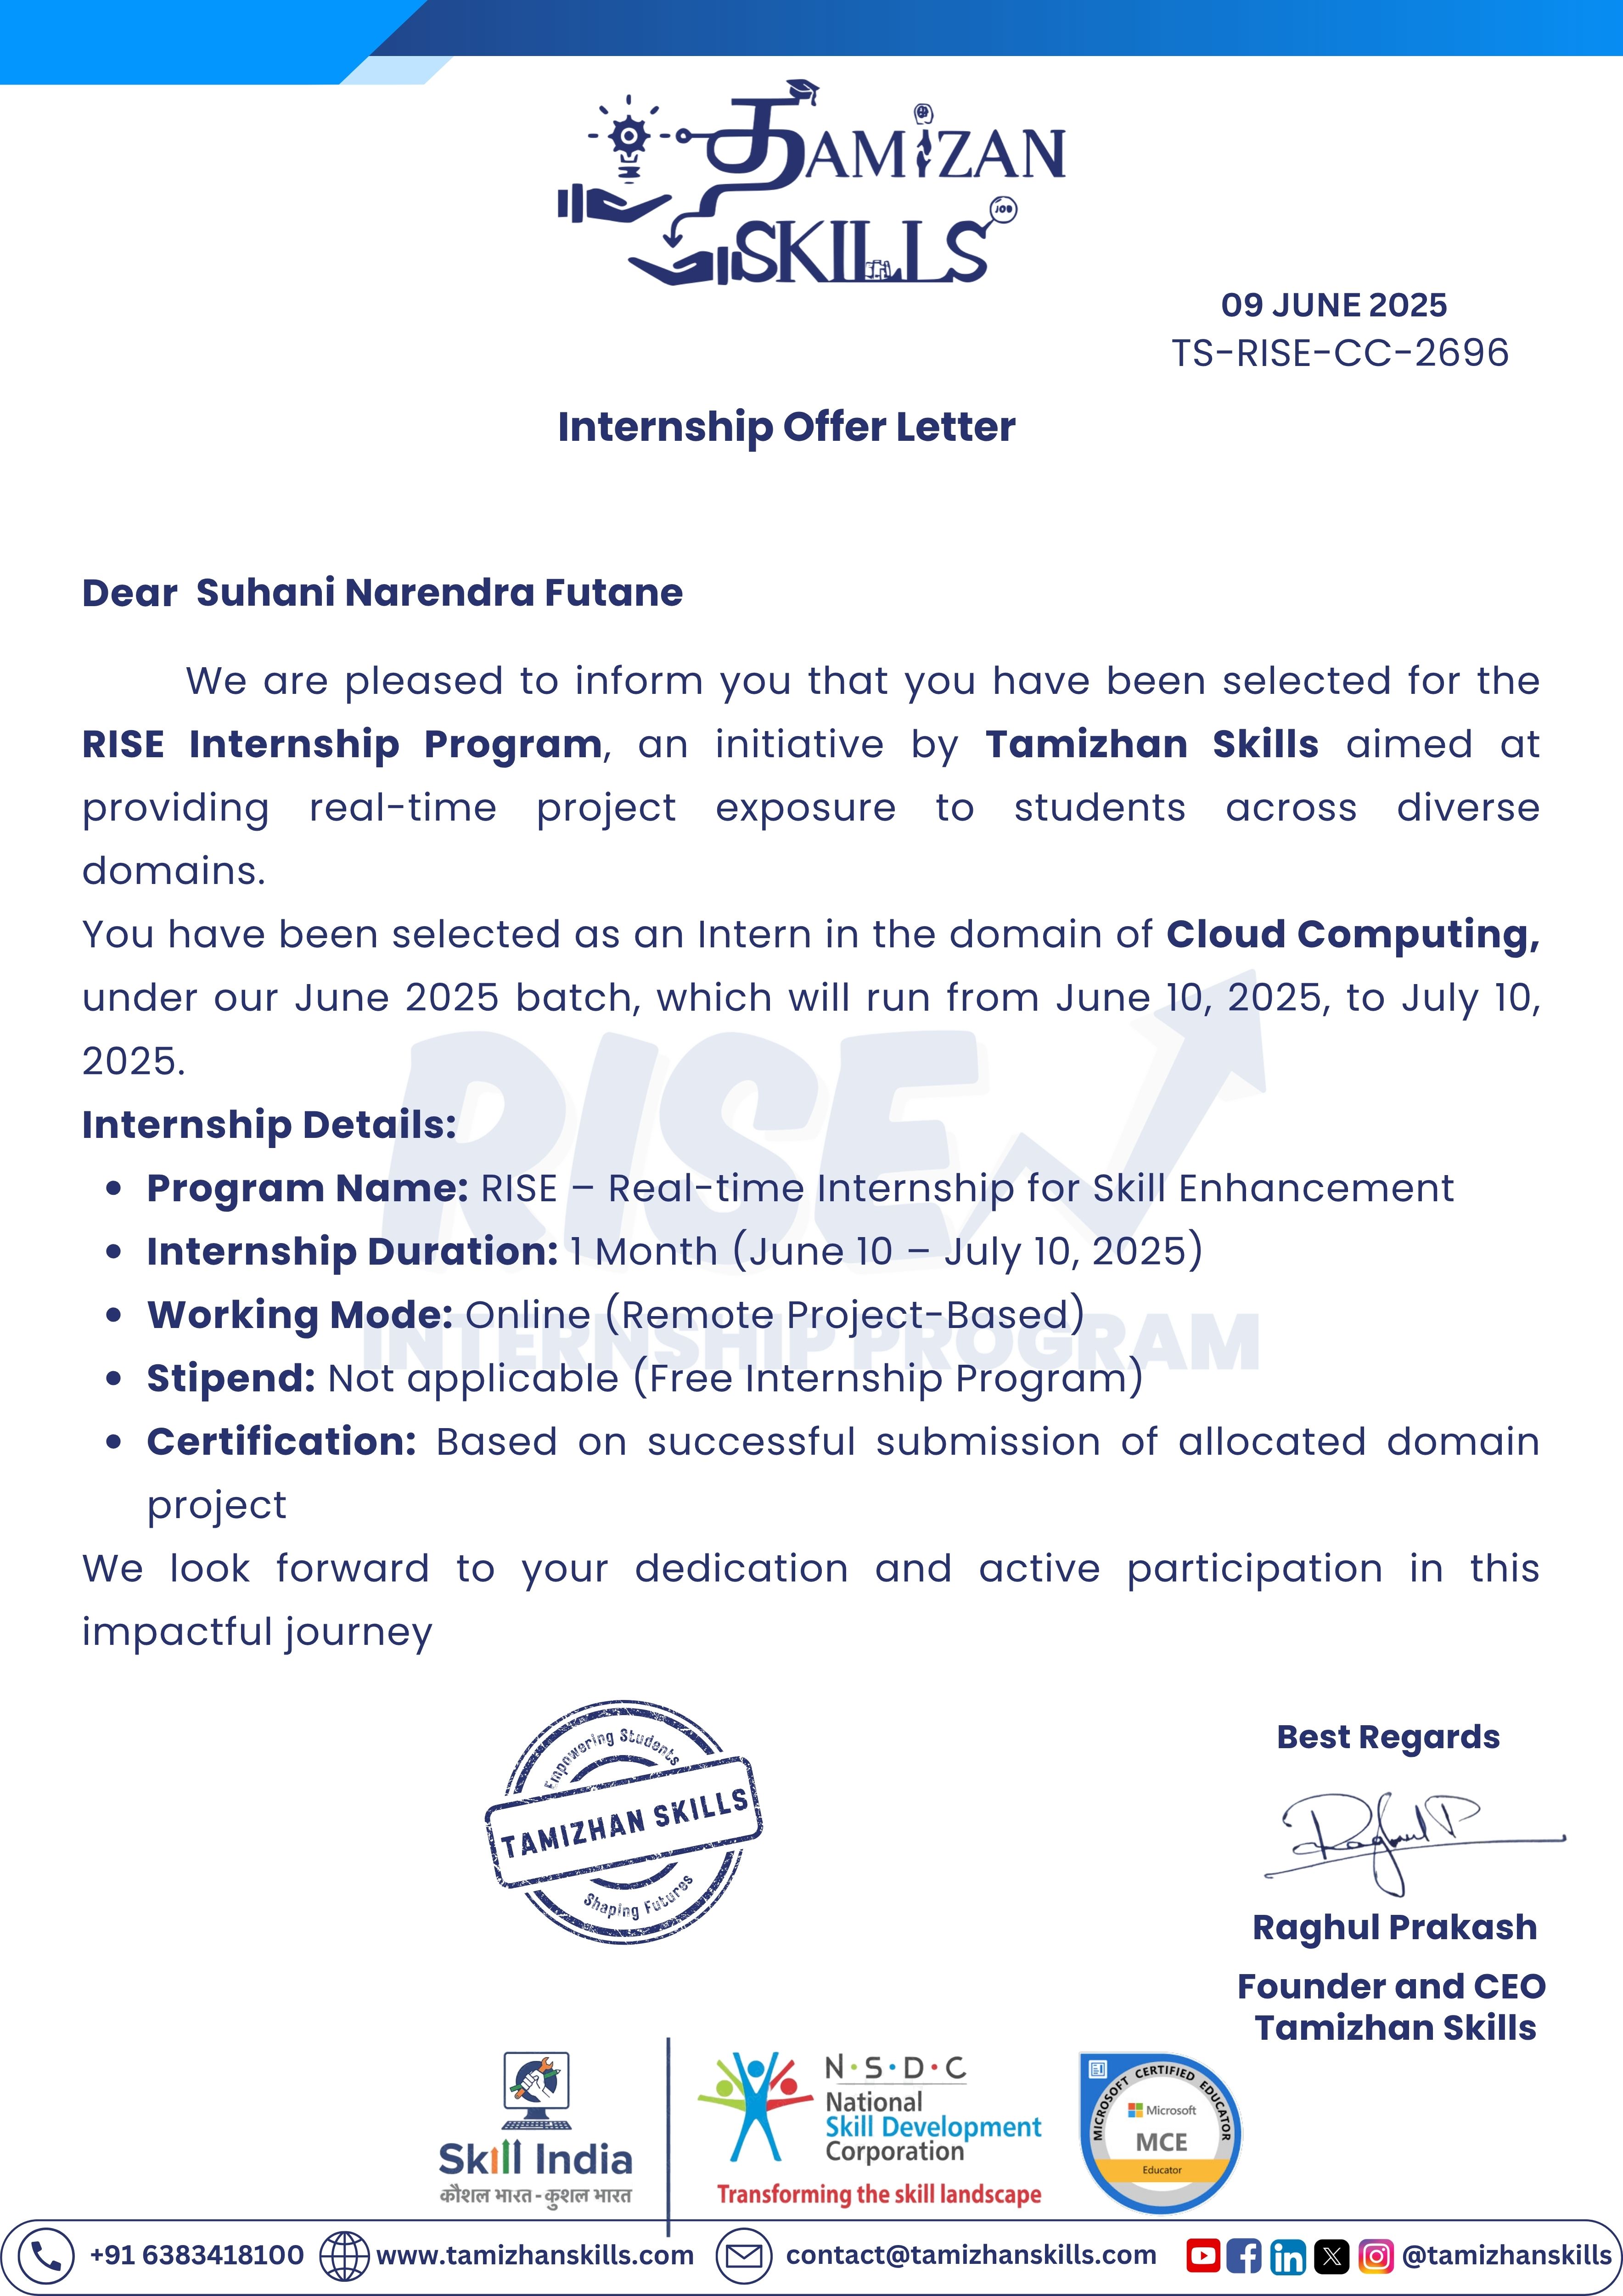 தAMiZAN
SKILLS
JOB
09 JUNE 2025
TS-RISE-CC-2696
Internship Offer Letter
Dear Suhani Narendra Futane
We are pleased to inform you that you have been selected for the
RISE Internship Program, an initiative by Tamizhan Skills aimed at
providing real-time project exposure to students across diverse
domains.
You have been selected as an Intern in the domain of Cloud Computing,
under our June 2025 batch, which will run from June 10, 2025, to July 10,
2025.
Internship Details:
• Program Name: RISE – Real-time Internship for Skill Enhancement
• Internship Duration: 1 Month (June 10 – July 10, 2025)
• Working Mode: Online (Remote Project-Based)
• Stipend: Not applicable (Free Internship Program)
• Certification: Based on successful submission of allocated domain
project
We look forward to your dedication and active participation in this
impactful journey
RISE
INTERNSHIP PROGRAM
Empowering Students
TAMIZHAN SKILLS
Shaping Futures
Best Regards
Raghul P
Raghul Prakash
Founder and CEO
Tamizhan Skills
Skill India
कौशल भारत - कुशल भारत
N·S·D·C
National
Skill Development
Corporation
Transforming the skill landscape
MICROSOFT CERTIFIED EDUCATOR
Microsoft
MCE
Educator
+91 6383418100 www.tamizhanskills.com contact@tamizhanskills.com @tamizhanskills